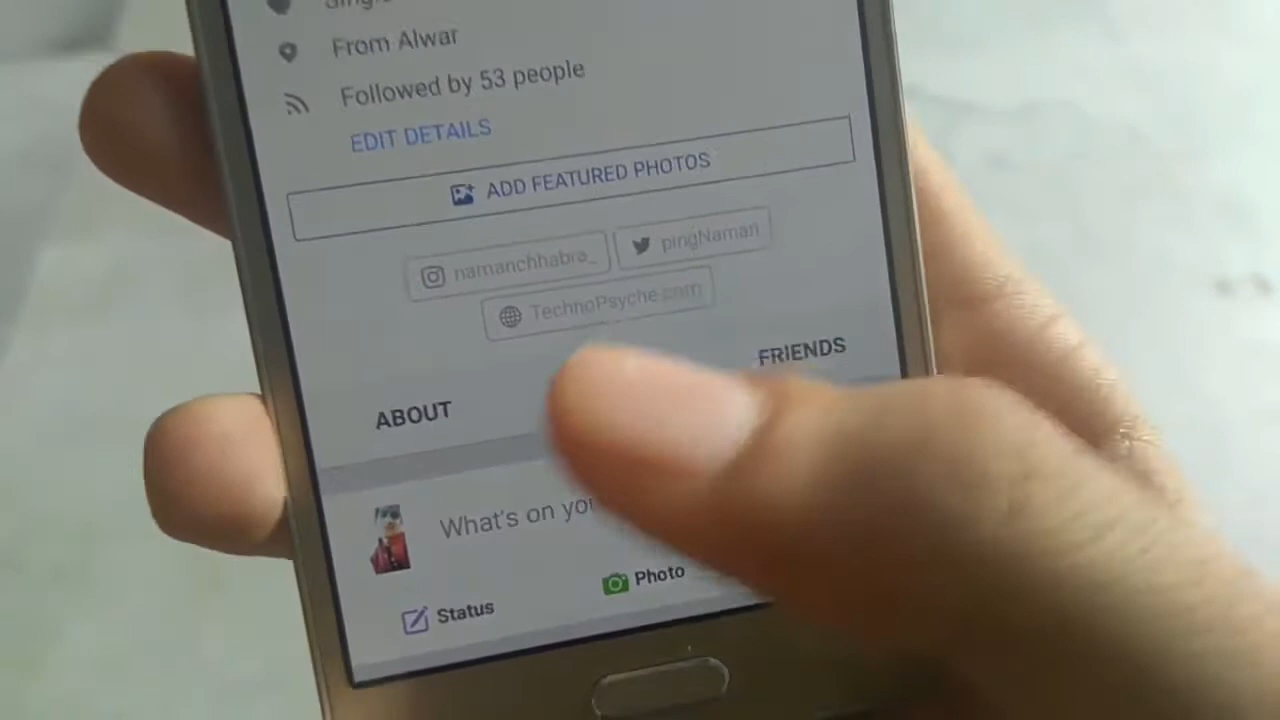 From Alwar
Followed by 53 people
EDIT DETAILS
ADD FEATURED PHOTOS
namanchhabra_
pingNaman
TechnoPsyche.com
FRIENDS
ABOUT
What's on
Photo
Status